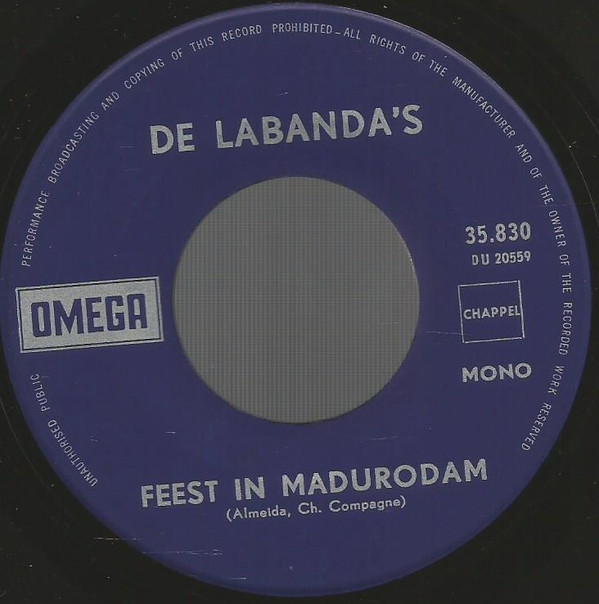 UNAUTHORISED PUBLIC PERFORMANCE BROADCASTING AND COPYING OF THIS RECORD PROHIBITED – ALL RIGHTS OF THE MANUFACTURER AND OF THE OWNER OF THE RECORDED WORK RESERVED
DE LABANDA'S
35.830
DU 20559
OMEGA
CHAPPEL
MONO
FEEST IN MADURODAM
(Almeida, Ch. Compagne)